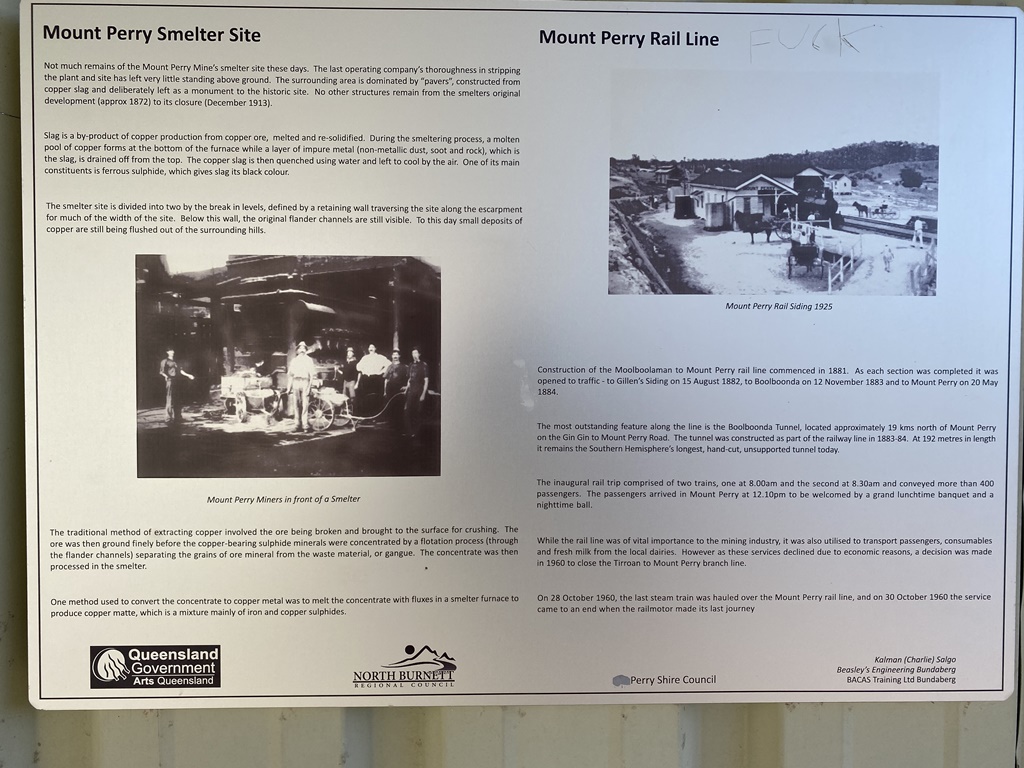 Mount Perry Smelter Site
Not much remains of the Mount Perry Mine's smelter site these days. The last operating company's thoroughness in stripping
the plant and site has left very little standing above ground. The surrounding area is dominated by "pavers", constructed from
copper slag and deliberately left as a monument to the historic site. No other structures remain from the smelters original
development (approx 1872) to its closure (December 1913).
Slag is a by-product of copper production from copper ore, melted and re-solidified. During the smeltering process, a molten
pool of copper forms at the bottom of the furnace while a layer of impure metal (non-metallic dust, soot and rock), which is
the slag, is drained off from the top. The copper slag is then quenched using water and left to cool by the air. One of its main
constituents is ferrous sulphide, which gives slag its black colour.
The smelter site is divided into two by the break in levels, defined by a retaining wall traversing the site along the escarpment
for much of the width of the site. Below this wall, the original flander channels are still visible. To this day small deposits of
copper are still being flushed out of the surrounding hills.
Mount Perry Miners in front of a Smelter
The traditional method of extracting copper involved the ore being broken and brought to the surface for crushing. The
ore was then ground finely before the copper-bearing sulphide minerals were concentrated by a flotation process (through
the flander channels) separating the grains of ore mineral from the waste material, or gangue. The concentrate was then
processed in the smelter.
One method used to convert the concentrate to copper metal was to melt the concentrate with fluxes in a smelter furnace to
produce copper matte, which is a mixture mainly of iron and copper sulphides.
Queensland
Government
Arts Queensland
NORTH BURNETT
REGIONAL COUNCIL
Mount Perry Rail Line
FUCK
MOUNT PERRY
Mount Perry Rail Siding 1925
Construction of the Moolboolaman to Mount Perry rail line commenced in 1881. As each section was completed it was
opened to traffic - to Gillen's Siding on 15 August 1882, to Boolboonda on 12 November 1883 and to Mount Perry on 20 May
1884.
The most outstanding feature along the line is the Boolboonda Tunnel, located approximately 19 kms north of Mount Perry
on the Gin Gin to Mount Perry Road. The tunnel was constructed as part of the railway line in 1883-84. At 192 metres in length
it remains the Southern Hemisphere's longest, hand-cut, unsupported tunnel today.
The inaugural rail trip comprised of two trains, one at 8.00am and the second at 8.30am and conveyed more than 400
passengers. The passengers arrived in Mount Perry at 12.10pm to be welcomed by a grand lunchtime banquet and a
nighttime ball.
While the rail line was of vital importance to the mining industry, it was also utilised to transport passengers, consumables
and fresh milk from the local dairies. However as these services declined due to economic reasons, a decision was made
in 1960 to close the Tirroan to Mount Perry branch line.
On 28 October 1960, the last steam train was hauled over the Mount Perry rail line, and on 30 October 1960 the service
came to an end when the railmotor made its last journey
Perry Shire Council
Kalman (Charlie) Salgo
Beasley's Engineering Bundaberg
BACAS Training Ltd Bundaberg